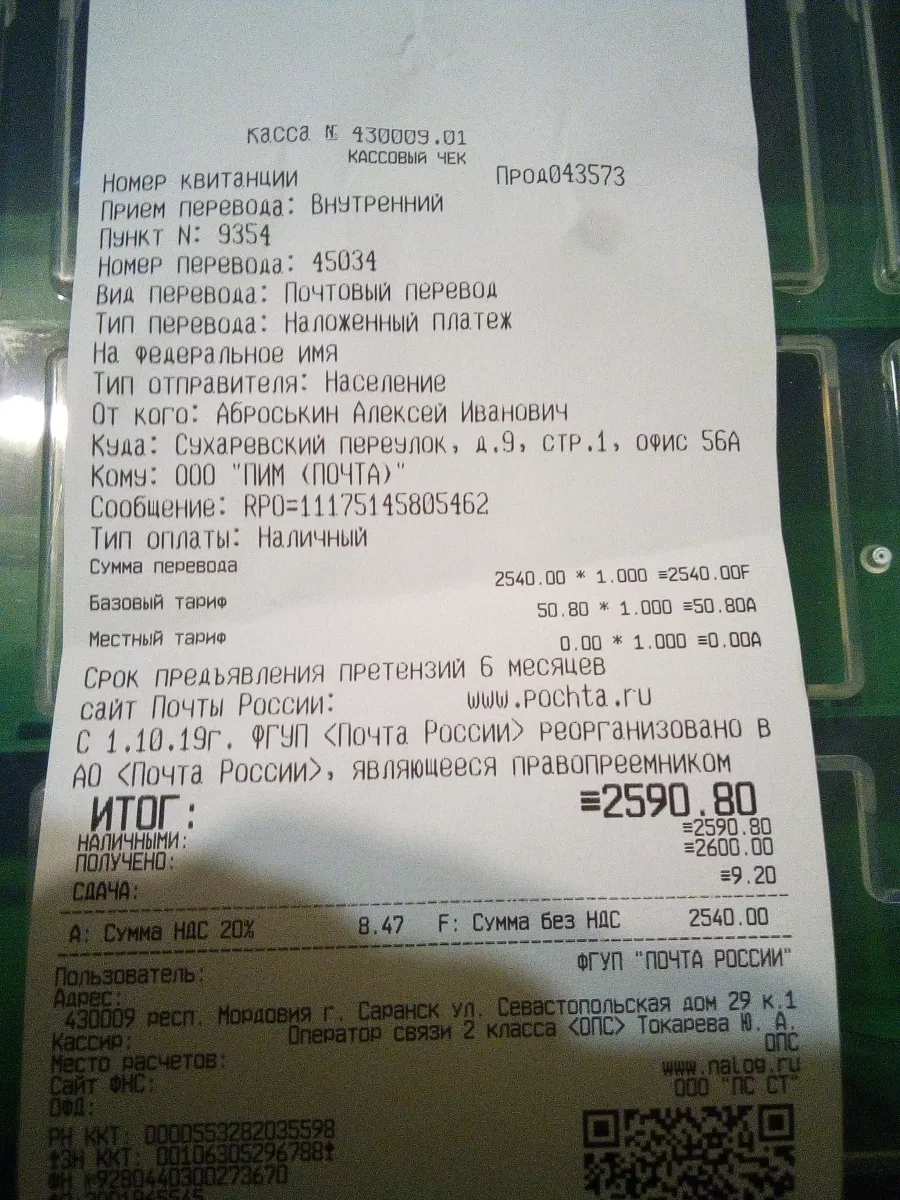 касса № 430009.01
КАССОВЫЙ ЧЕК
Номер квитанции Прод043573
Прием перевода: Внутренний
Пункт N: 9354
Номер перевода: 45034
Вид перевода: Почтовый перевод
Тип перевода: Наложенный платеж
На федеральное имя
Тип отправителя: Население
От кого: Аброськин Алексей Иванович
Куда: Сухаревский переулок, д.9, стр.1, офис 56А
Кому: ООО "ПИМ (ПОЧТА)"
Сообщение: RPO=11175145805462
Тип оплаты: Наличный
Сумма перевода 2540.00 * 1.000 ≡2540.00F
Базовый тариф 50.80 * 1.000 ≡50.80А
Местный тариф 0.00 * 1.000 ≡0.00А
Срок предъявления претензий 6 месяцев
сайт Почты России: www.pochta.ru
С 1.10.19г. ФГУП <Почта России> реорганизовано в
АО <Почта России>, являющееся правопреемником
ИТОГ: ≡2590.80
НАЛИЧНЫМИ: ≡2590.80
ПОЛУЧЕНО: ≡2600.00
СДАЧА: ≡9.20
А: Сумма НДС 20% 8.47 F: Сумма без НДС 2540.00
Пользователь: ФГУП "ПОЧТА РОССИИ"
Адрес:
430009 респ. Мордовия г. Саранск ул. Севастопольская дом 29 к.1
Кассир: Оператор связи 2 класса <ОПС> Токарева Ю. А.
Место расчетов: ОПС
Сайт ФНС: www.nalog.ru
ОФД: ООО "ПС СТ"
РН ККТ: 0000553282035598
ЗН ККТ: 00106305296788
ФН №9280440300273670